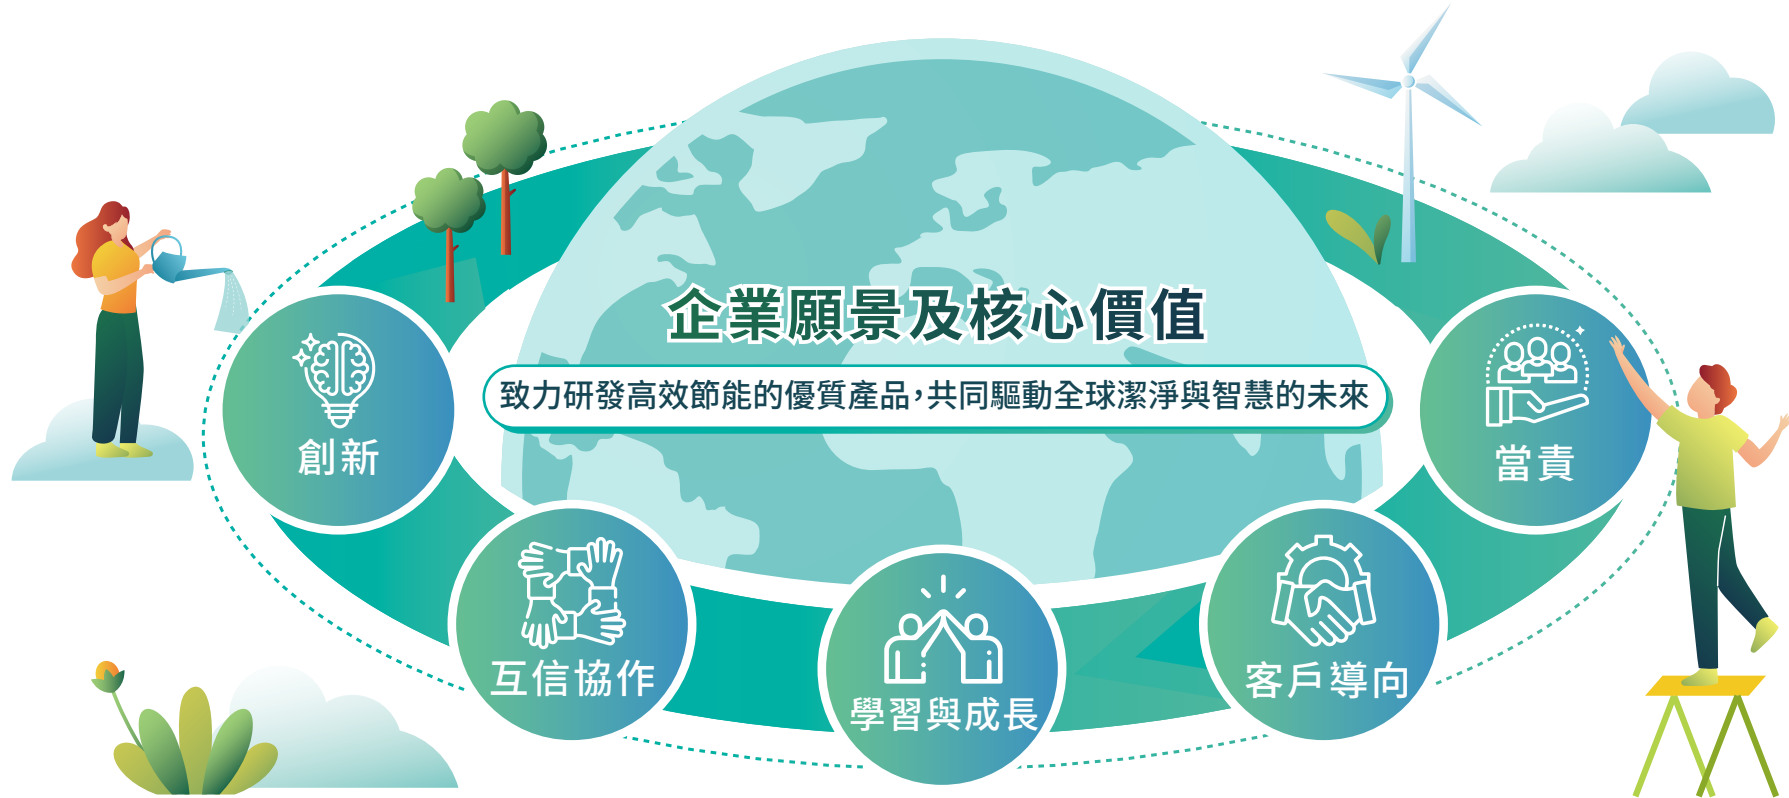 企業願景及核心價值
致力研發高效節能的優質產品，共同驅動全球潔淨與智慧的未來
創新
互信協作
學習與成長
客戶導向
當責